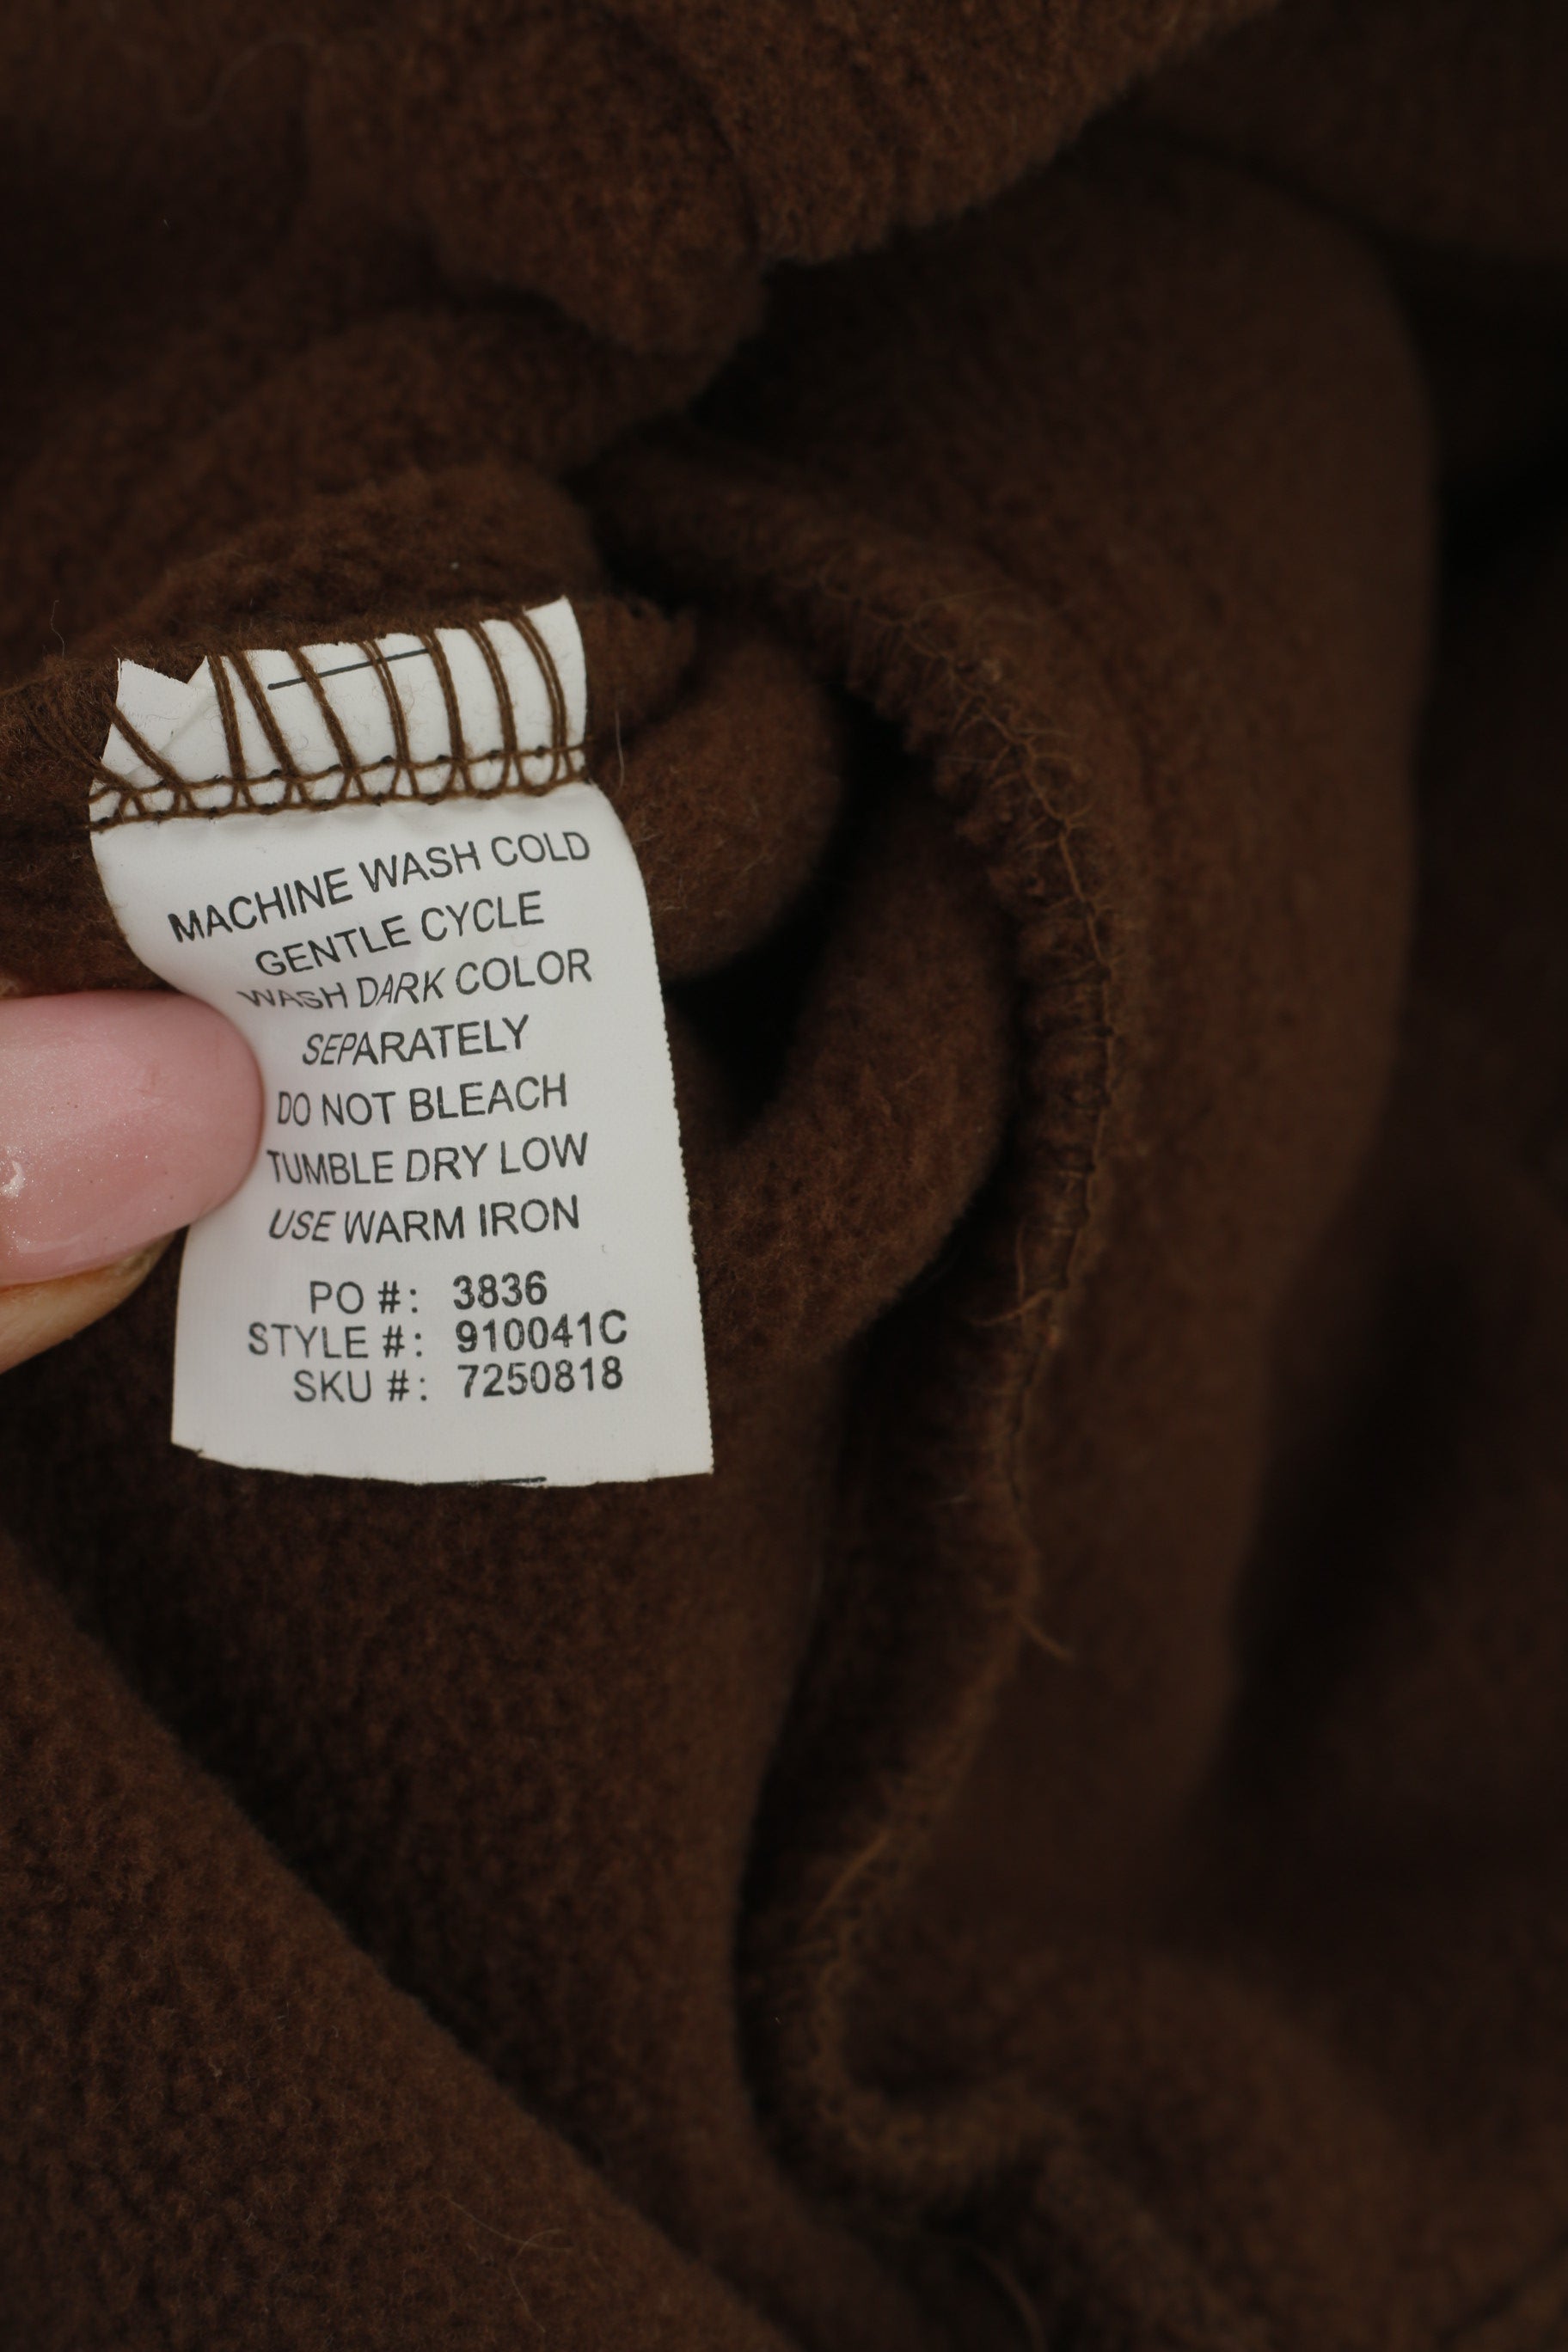 MACHINE WASH COLD
GENTLE CYCLE
WASH DARK COLOR
SEPARATELY
DO NOT BLEACH
TUMBLE DRY LOW
USE WARM IRON
PO #: 3836
STYLE #: 910041C
SKU #: 7250818